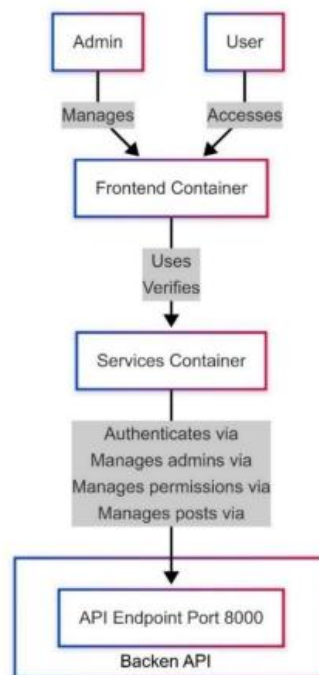 Admin
User
Manages
Accesses
Frontend Container
Uses
Verifies
Services Container
Authenticates via
Manages admins via
Manages permissions via
Manages posts via
API Endpoint Port 8000
Backen API